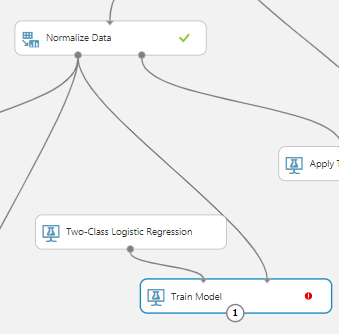 Normalize Data
Apply T
Two-Class Logistic Regression
Train Model
1